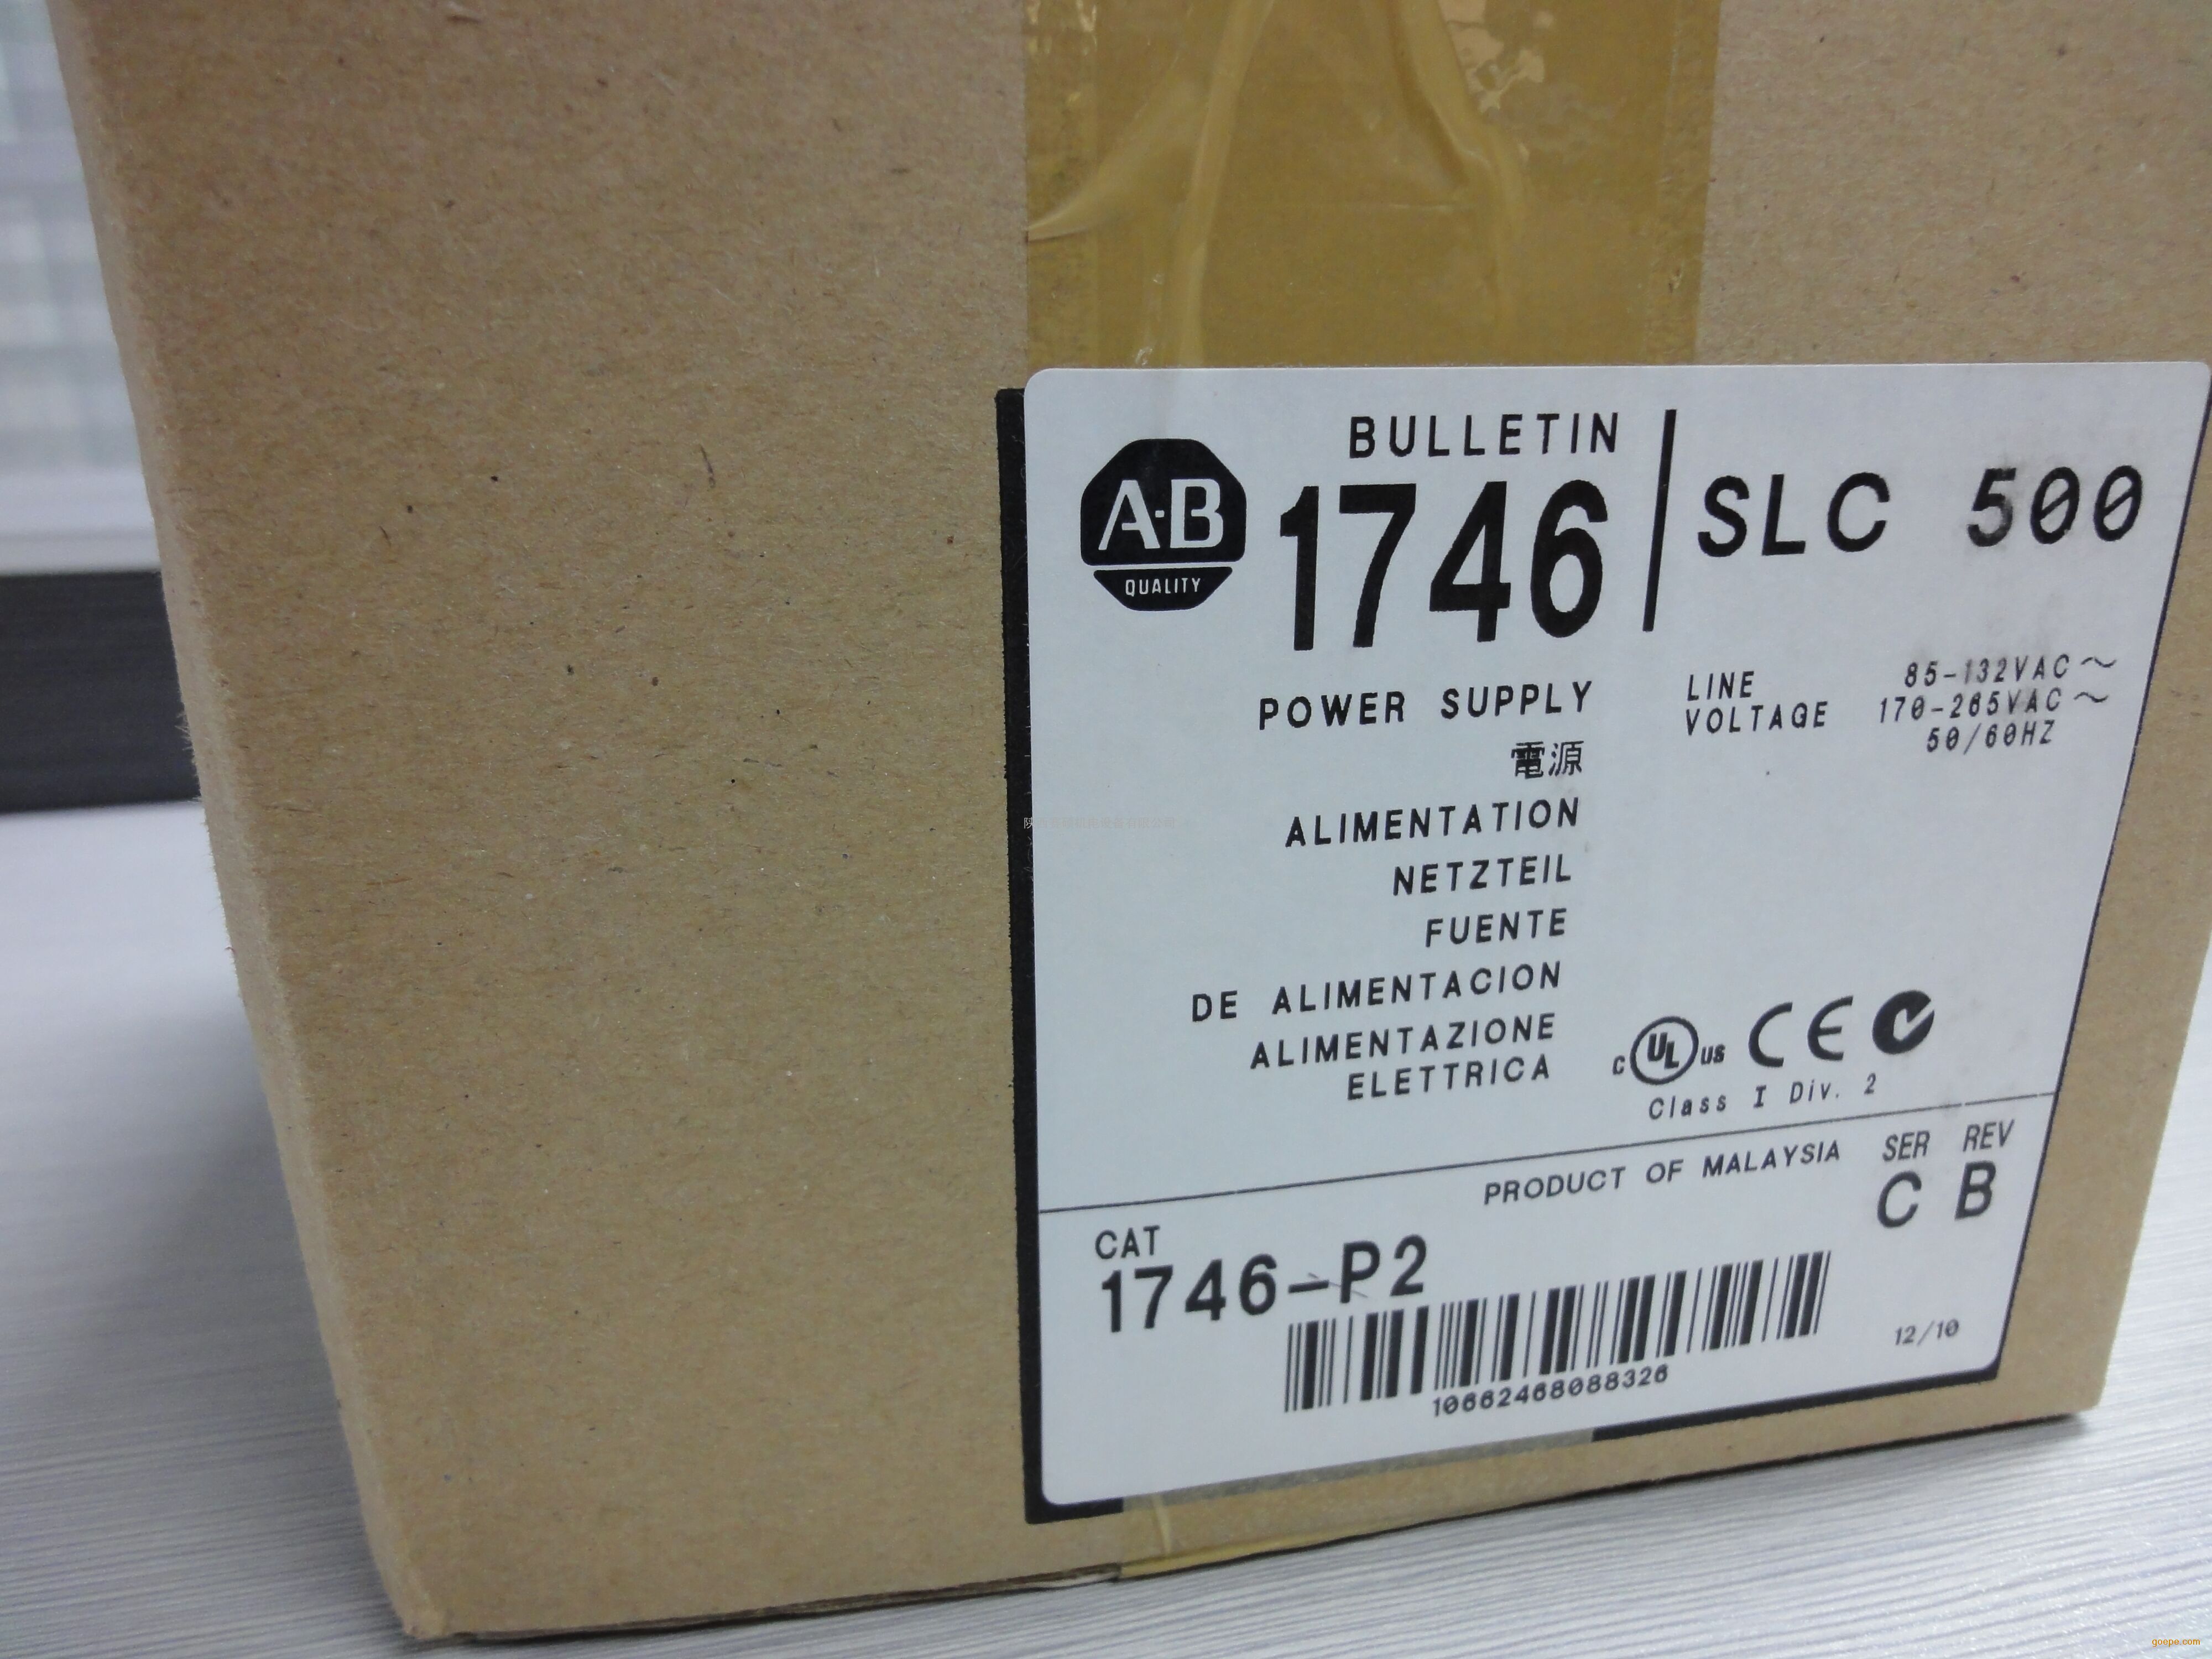 BULLETIN
1746
SLC 500
A-B
QUALITY
POWER SUPPLY
電源
ALIMENTATION
NETZTEIL
FUENTE
DE ALIMENTACION
ALIMENTAZIONE
ELETTRICA
LINE
VOLTAGE
85-132VAC~
170-265VAC~
50/60HZ
c UL us CE
Class I Div. 2
PRODUCT OF MALAYSIA
SER REV
C B
CAT
1746-P2
10662468088326
12/10
goepe.com